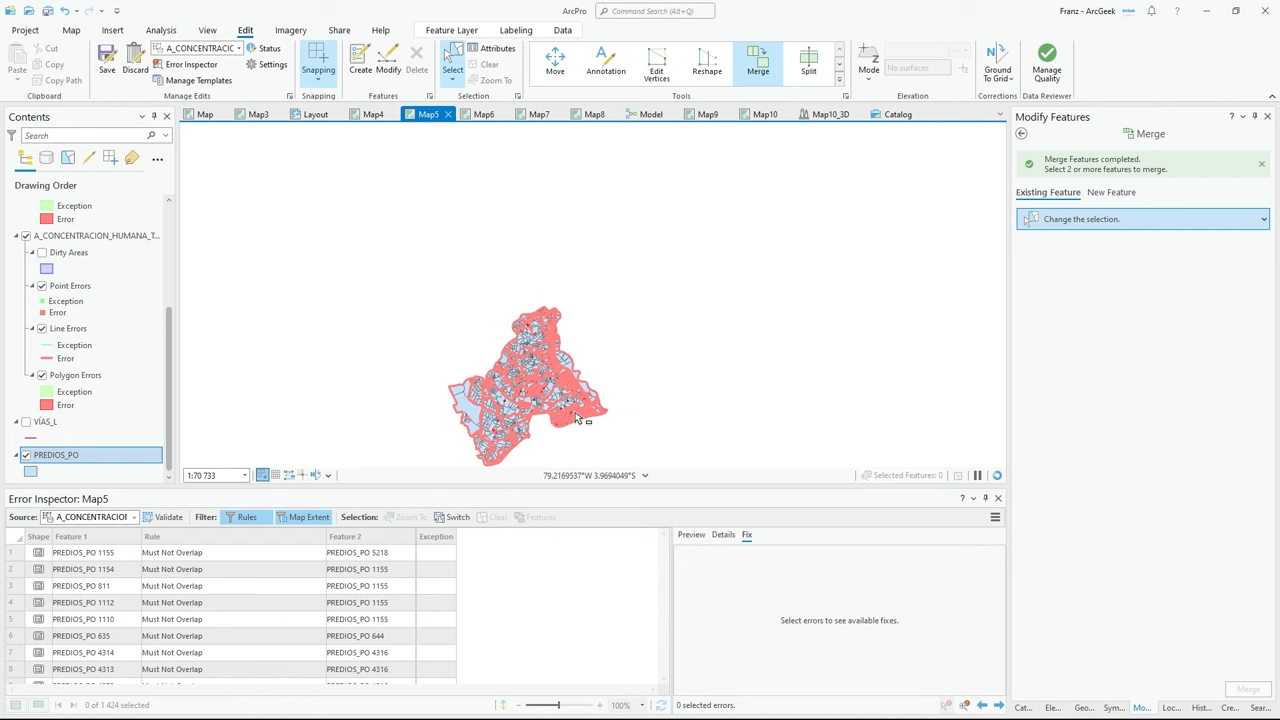 ArcPro
Command Search (Alt+Q)
Franz - ArcGeek
Project Map Insert Analysis View Edit Imagery Share Help Feature Layer Labeling Data
Paste
Cut
Copy
Copy Path
Clipboard
Save
Discard
A_CONCENTRACIC
Status
Error Inspector
Settings
Manage Templates
Manage Edits
Snapping
Snapping
Create
Modify
Delete
Features
Select
Attributes
Clear
Zoom To
Selection
Move
Annotation
Edit Vertices
Reshape
Merge
Split
Tools
Mode
No surfaces
m
Elevation
Ground To Grid
Corrections
Manage Quality
Data Reviewer
Contents
Search
Drawing Order
Exception
Error
A_CONCENTRACION_HUMANA_T...
Dirty Areas
Point Errors
Exception
Error
Line Errors
Exception
Error
Polygon Errors
Exception
Error
VÍAS_L
PREDIOS_PO
Map Map3 Layout Map4 Map5 Map6 Map7 Map8 Model Map9 Map10 Map10_3D Catalog
1:70 733
79.2169537°W 3.9694049°S
Selected Features: 0
Modify Features
Merge
Merge Features completed.
Select 2 or more features to merge.
Existing Feature New Feature
Change the selection.
Merge
Error Inspector: Map5
Source: A_CONCENTRACIOI Validate Filter: Rules Map Extent Selection: Zoom To Switch Clear Features
Shape Feature 1 Rule Feature 2 Exception
1 PREDIOS_PO 1155 Must Not Overlap PREDIOS_PO 5218
2 PREDIOS_PO 1154 Must Not Overlap PREDIOS_PO 1155
3 PREDIOS_PO 811 Must Not Overlap PREDIOS_PO 1155
4 PREDIOS_PO 1112 Must Not Overlap PREDIOS_PO 1155
5 PREDIOS_PO 1110 Must Not Overlap PREDIOS_PO 1155
6 PREDIOS_PO 635 Must Not Overlap PREDIOS_PO 644
7 PREDIOS_PO 4314 Must Not Overlap PREDIOS_PO 4316
8 PREDIOS_PO 4313 Must Not Overlap PREDIOS_PO 4316
0 of 1 424 selected
100%
Preview Details Fix
Select errors to see available fixes.
0 selected errors.
Cat... Ele... Geo... Sym... Mo... Loc... Hist... Cre... Sear...